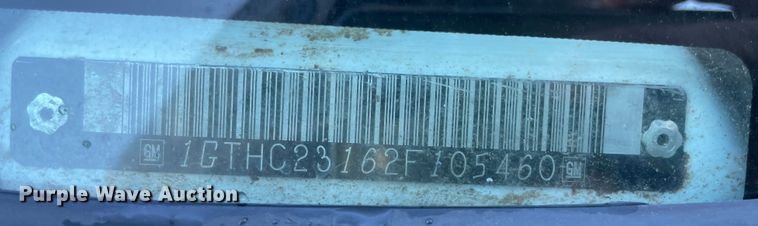 GM 1GTHC23162F105460 GM
Purple Wave Auction